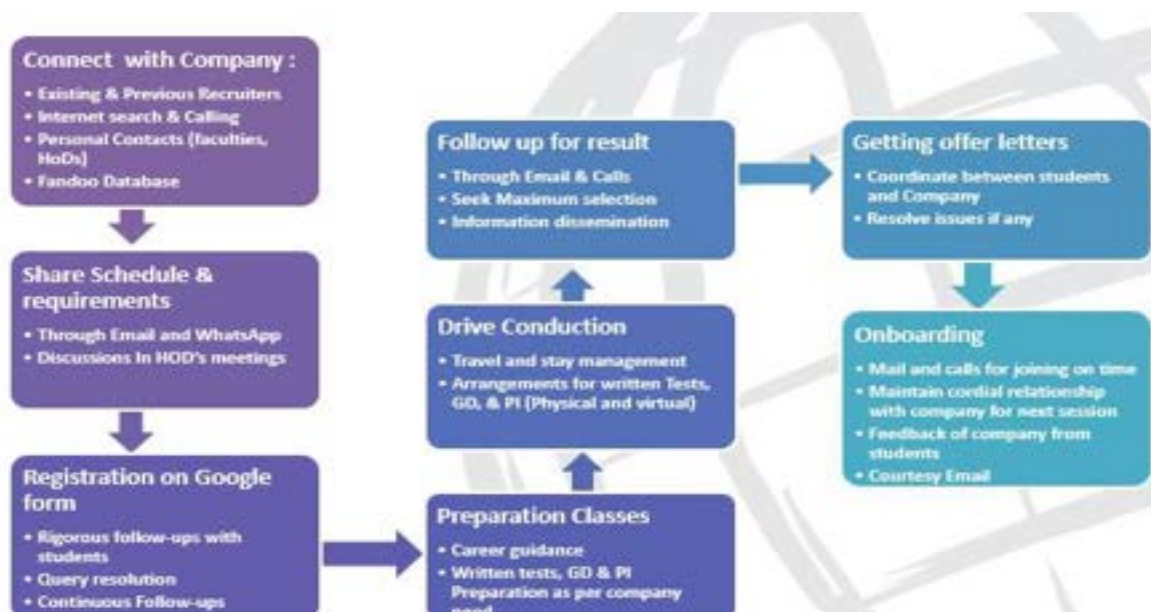 Connect with Company :
• Existing & Previous Recruiters
• Internet search & Calling
• Personal Contacts (faculties,
HoDs)
• Fandoo Database
Share Schedule &
requirements
• Through Email and WhatsApp
• Discussions In HOD's meetings
Registration on Google
form
• Rigorous follow-ups with
students
• Query resolution
• Continuous Follow-ups
Preparation Classes
• Career guidance
• Written tests, GD & PI
Preparation as per company
need
Drive Conduction
• Travel and stay management
• Arrangements for written Tests,
GD, & PI (Physical and virtual)
Follow up for result
• Through Email & Calls
• Seek Maximum selection
• Information dissemination
Getting offer letters
• Coordinate between students
and Company
• Resolve issues if any
Onboarding
• Mail and calls for joining on time
• Maintain cordial relationship
with company for next session
• Feedback of company from
students
• Courtesy Email